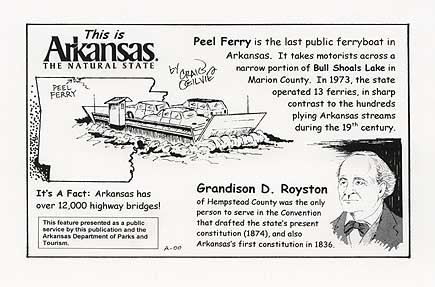 This is
Arkansas.
THE NATURAL STATE
PEEL
FERRY
by CRAIG
OGILVIE
Peel Ferry is the last public ferryboat in
Arkansas. It takes motorists across a
narrow portion of Bull Shoals Lake in
Marion County. In 1973, the state
operated 13 ferries, in sharp
contrast to the hundreds
plying Arkansas streams
during the 19th century.
It's A Fact: Arkansas has
over 12,000 highway bridges!
This feature presented as a public
service by this publication and the
Arkansas Department of Parks and
Tourism.
A-00
Grandison D. Royston
of Hempstead County was the only
person to serve in the Convention
that drafted the state's present
constitution (1874), and also
Arkansas's first constitution in 1836.